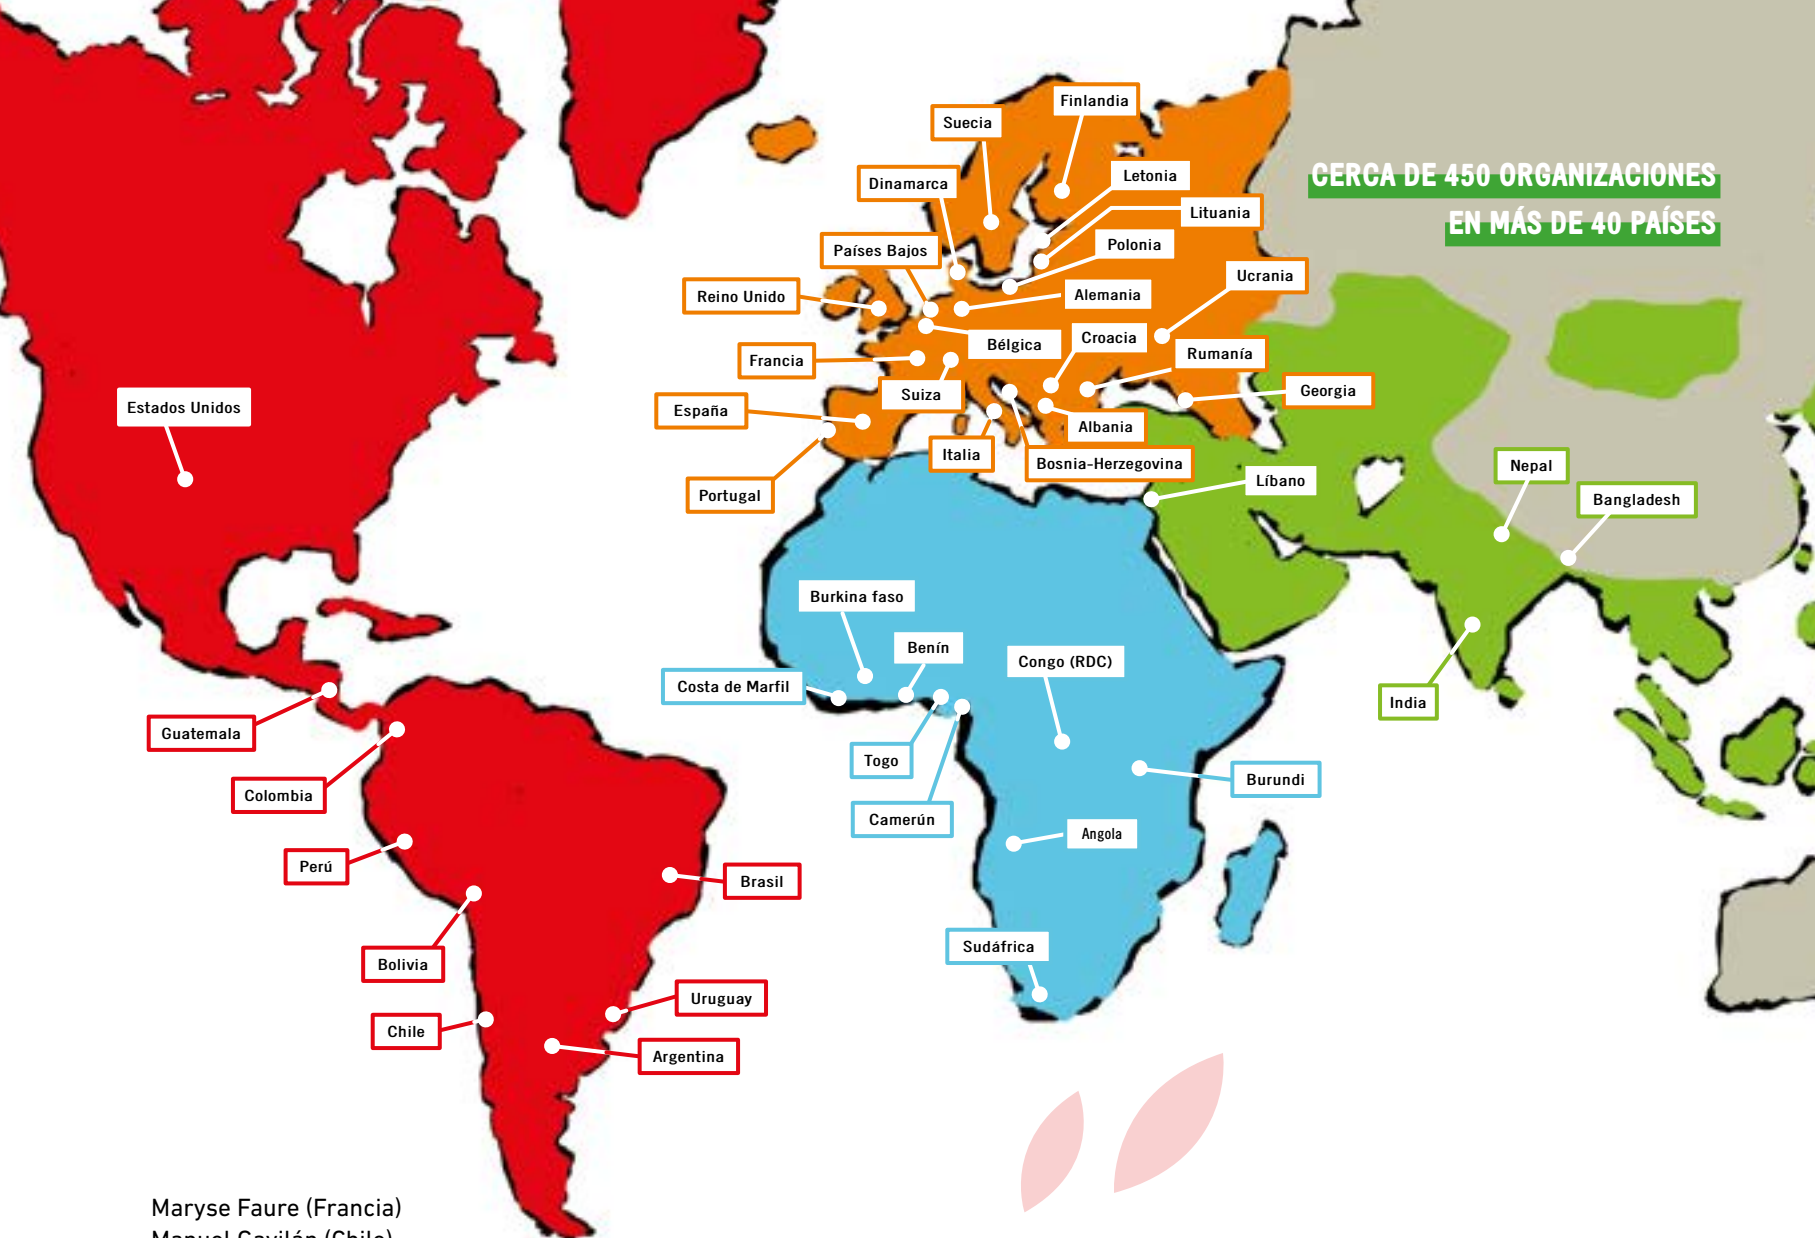 Finlandia
Suecia
CERCA DE 450 ORGANIZACIONES
EN MÁS DE 40 PAÍSES
Letonia
Dinamarca
Lituania
Polonia
Países Bajos
Ucrania
Reino Unido
Alemania
Croacia
Bélgica
Rumanía
Francia
Georgia
Suiza
Estados Unidos
España
Albania
Italia
Bosnia-Herzegovina
Nepal
Líbano
Portugal
Bangladesh
Burkina faso
Benín
Congo (RDC)
Costa de Marfil
India
Guatemala
Togo
Burundi
Colombia
Camerún
Angola
Perú
Brasil
Sudáfrica
Bolivia
Uruguay
Chile
Argentina
Maryse Faure (Francia)
Manuel Gavilán (Chile)